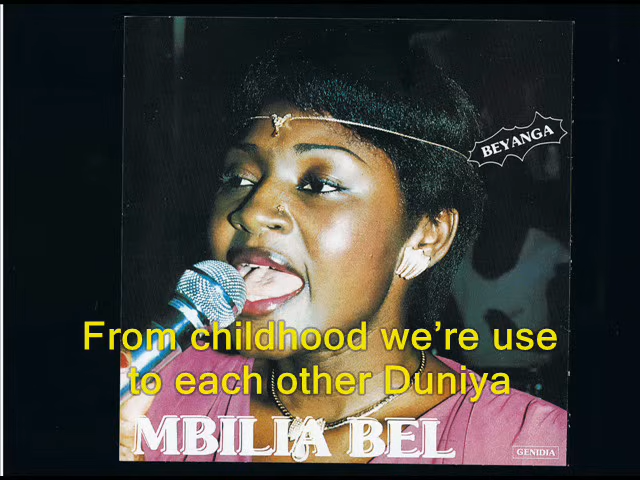 BEYANGA
From childhood we're use
to each other Duniya
MBILIA BEL
GENIDIA